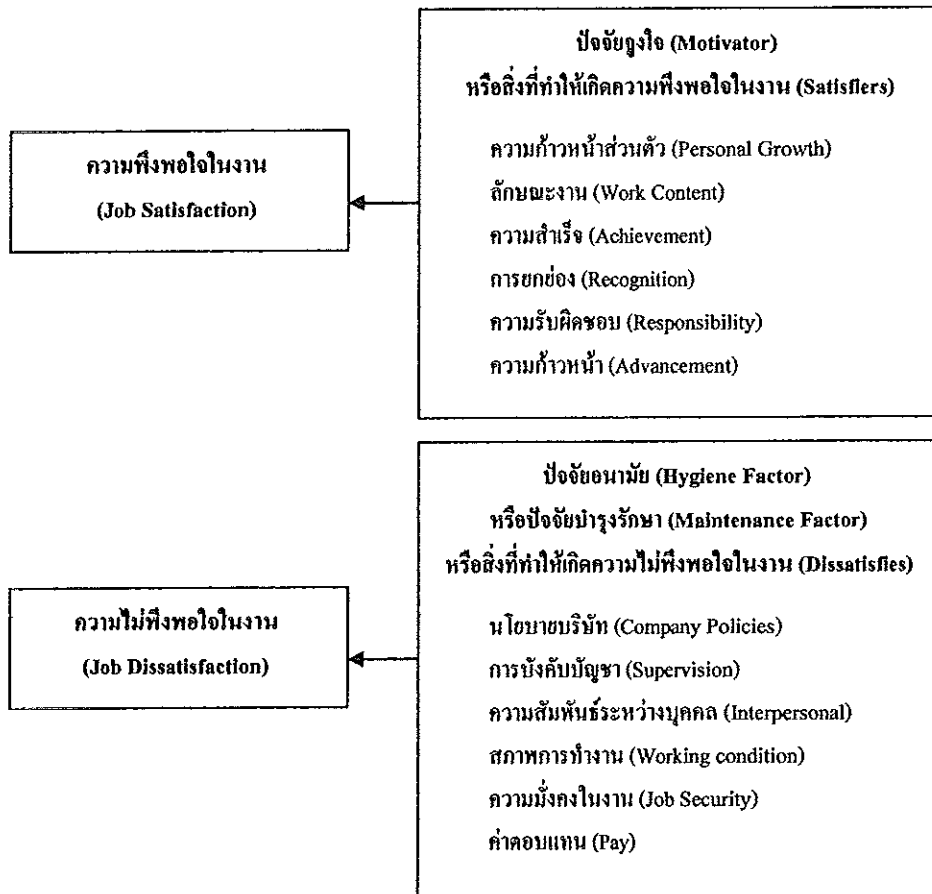 ปัจจัยจูงใจ (Motivator)
หรือสิ่งที่ทำให้เกิดความพึงพอใจในงาน (Satisfiers)
ความก้าวหน้าส่วนตัว (Personal Growth)
ลักษณะงาน (Work Content)
ความสำเร็จ (Achievement)
การยกย่อง (Recognition)
ความรับผิดชอบ (Responsibility)
ความก้าวหน้า (Advancement)
ความพึงพอใจในงาน
(Job Satisfaction)
ปัจจัยอนามัย (Hygiene Factor)
หรือปัจจัยบำรุงรักษา (Maintenance Factor)
หรือสิ่งที่ทำให้เกิดความไม่พึงพอใจในงาน (Dissatisfies)
นโยบายบริษัท (Company Policies)
การบังคับบัญชา (Supervision)
ความสัมพันธ์ระหว่างบุคคล (Interpersonal)
สภาพการทำงาน (Working condition)
ความมั่งคงในงาน (Job Security)
ค่าตอบแทน (Pay)
ความไม่พึงพอใจในงาน
(Job Dissatisfaction)